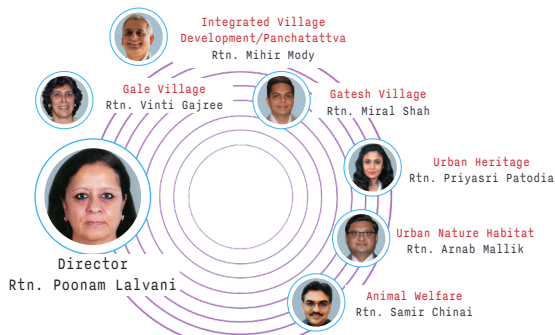 Integrated Village
Development/Panchatattva
Rtn. Mihir Mody
Gale Village
Rtn. Vinti Gajree
Gatesh Village
Rtn. Miral Shah
Urban Heritage
Rtn. Priyasri Patodia
Urban Nature Habitat
Rtn. Arnab Mallik
Director
Rtn. Poonam Lalvani
Animal Welfare
Rtn. Samir Chinai